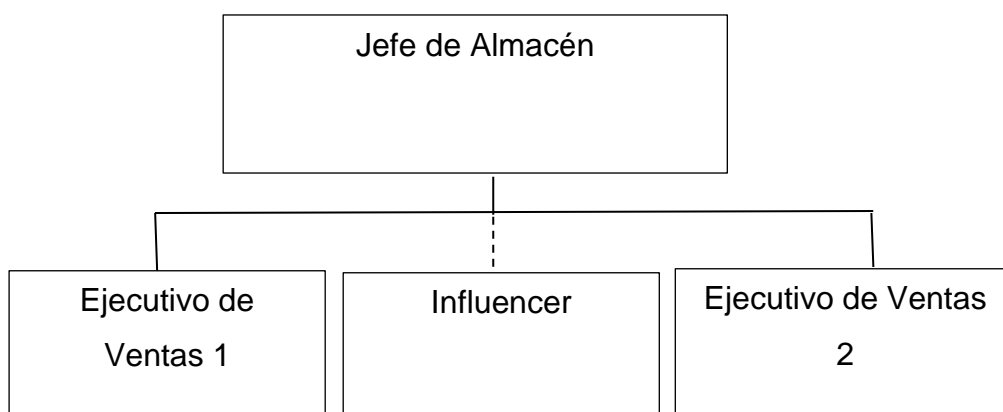 Jefe de Almacén
Ejecutivo de
Ventas 1
Influencer
Ejecutivo de Ventas
2